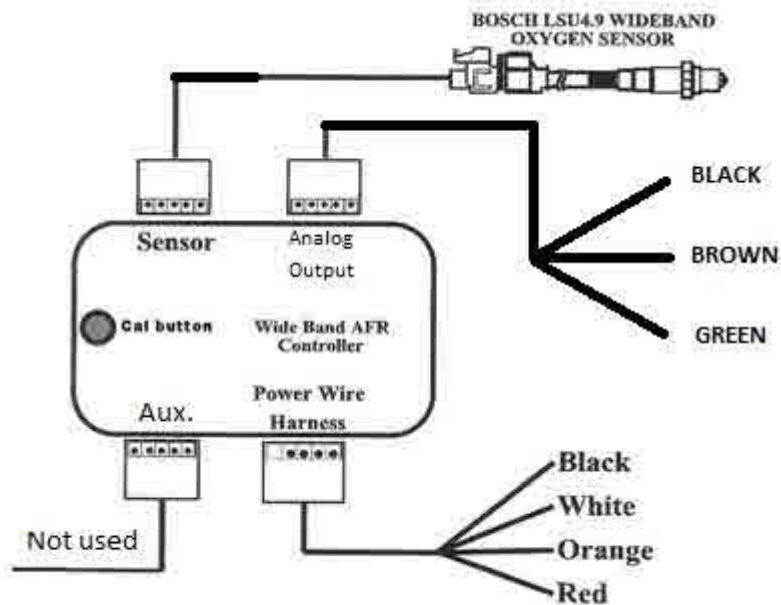 BOSCH LSU4.9 WIDEBAND
OXYGEN SENSOR
BLACK
Sensor
Analog
Output
BROWN
Cal button
Wide Band AFR
Controller
GREEN
Power Wire
Harness
Aux.
Black
White
Not used
Orange
Red